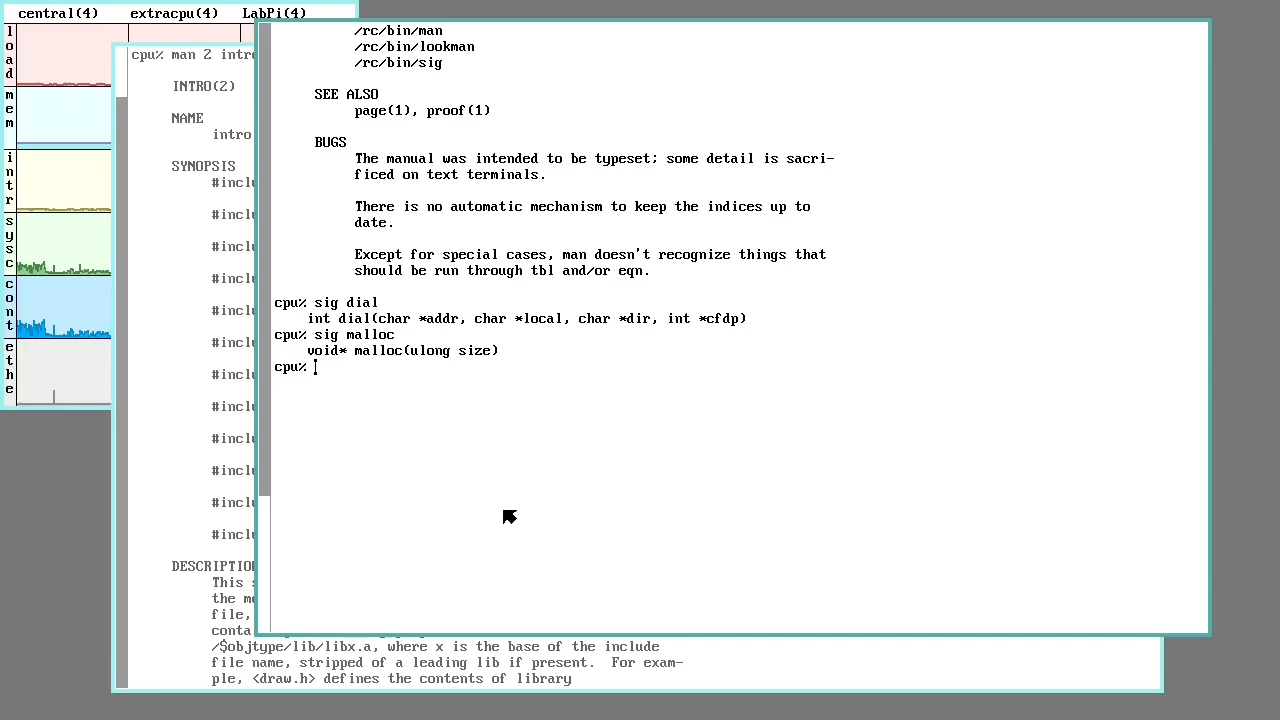 central(4) extracpu(4) LabPi(4)
load
mem
intr
sysc
cont
ethe
cpu% man 2 intro
INTRO(2)
NAME
intro
SYNOPSIS
#inclu
#inclu
#inclu
#inclu
#inclu
#inclu
#inclu
#inclu
#inclu
#inclu
#inclu
#inclu
DESCRIPTION
This
the m
file,
conta
/$objtype/lib/libx.a, where x is the base of the include
file name, stripped of a leading lib if present. For exam-
ple, <draw.h> defines the contents of library
/rc/bin/man
/rc/bin/lookman
/rc/bin/sig
SEE ALSO
page(1), proof(1)
BUGS
The manual was intended to be typeset; some detail is sacri-
ficed on text terminals.
There is no automatic mechanism to keep the indices up to
date.
Except for special cases, man doesn't recognize things that
should be run through tbl and/or eqn.
cpu% sig dial
int dial(char *addr, char *local, char *dir, int *cfdp)
cpu% sig malloc
void* malloc(ulong size)
cpu%